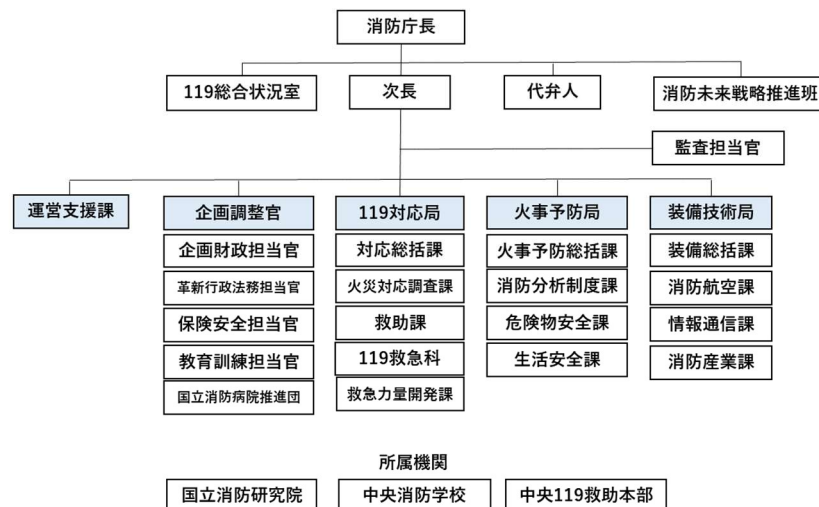 消防庁長
119総合状況室
次長
代弁人
消防未来戦略推進班
監査担当官
運営支援課
企画調整官
119対応局
火事予防局
装備技術局
企画財政担当官
対応総括課
火事予防総括課
装備総括課
革新行政法務担当官
火災対応調査課
消防分析制度課
消防航空課
保険安全担当官
救助課
危険物安全課
情報通信課
教育訓練担当官
119救急科
生活安全課
消防産業課
国立消防病院推進団
救急力量開発課
所属機関
国立消防研究院
中央消防学校
中央119救助本部